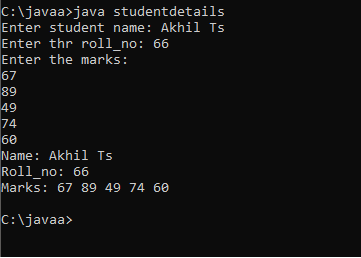 C:\javaa>java studentdetails
Enter student name: Akhil Ts
Enter thr roll_no: 66
Enter the marks:
67
89
49
74
60
Name: Akhil Ts
Roll_no: 66
Marks: 67 89 49 74 60
C:\javaa>